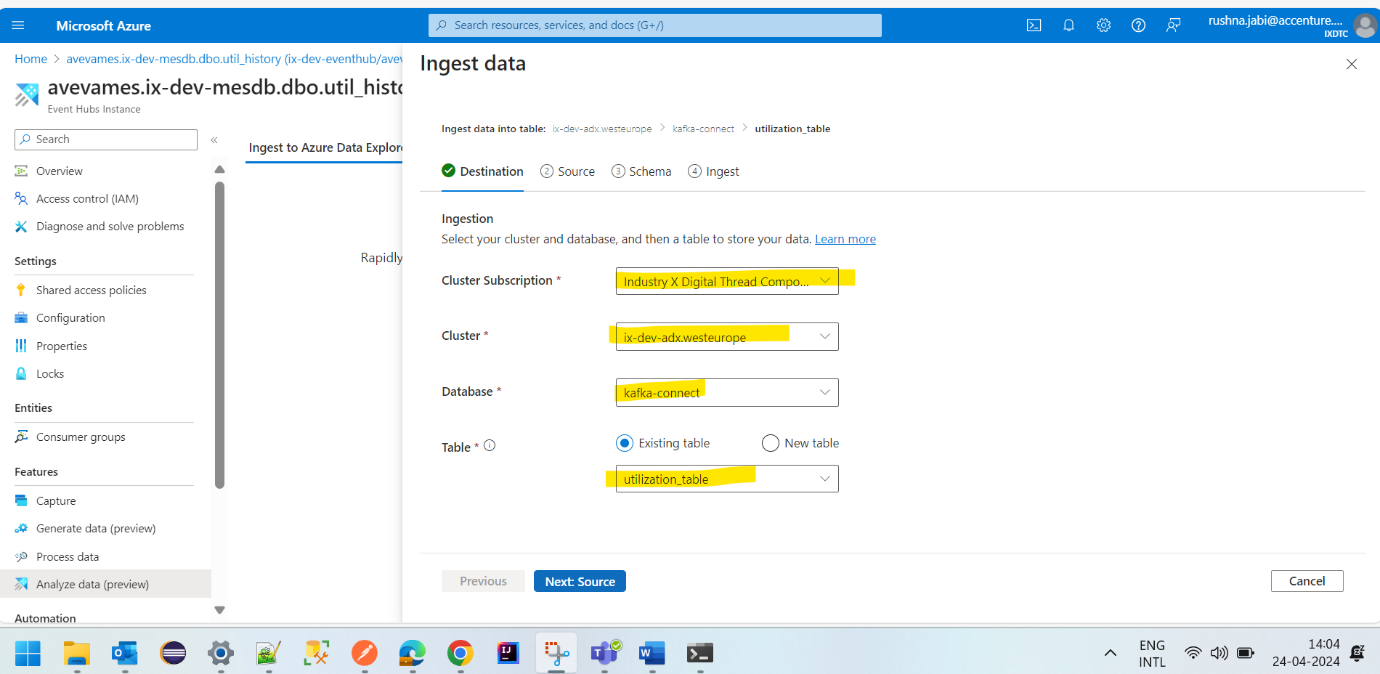 Microsoft Azure
Search resources, services, and docs (G+/)
rushna.jabi@accenture....
IXDTC
Home > avevames.ix-dev-mesdb.dbo.util_history (ix-dev-eventhub/avev
avevames.ix-dev-mesdb.dbo.util_histo
Event Hubs Instance
Search
«
Overview
Access control (IAM)
Diagnose and solve problems
Settings
Shared access policies
Configuration
Properties
Locks
Entities
Consumer groups
Features
Capture
Generate data (preview)
Process data
Analyze data (preview)
Automation
Ingest to Azure Data Explore
Rapidly
Ingest data
Ingest data into table: ix-dev-adx.westeurope > kafka-connect > utilization_table
Destination
2 Source
3 Schema
4 Ingest
Ingestion
Select your cluster and database, and then a table to store your data. Learn more
Cluster Subscription *
Industry X Digital Thread Compo...
Cluster *
ix-dev-adx.westeurope
Database *
kafka-connect
Table *
Existing table
New table
utilization_table
Previous
Next: Source
Cancel
ENG
INTL
14:04
24-04-2024